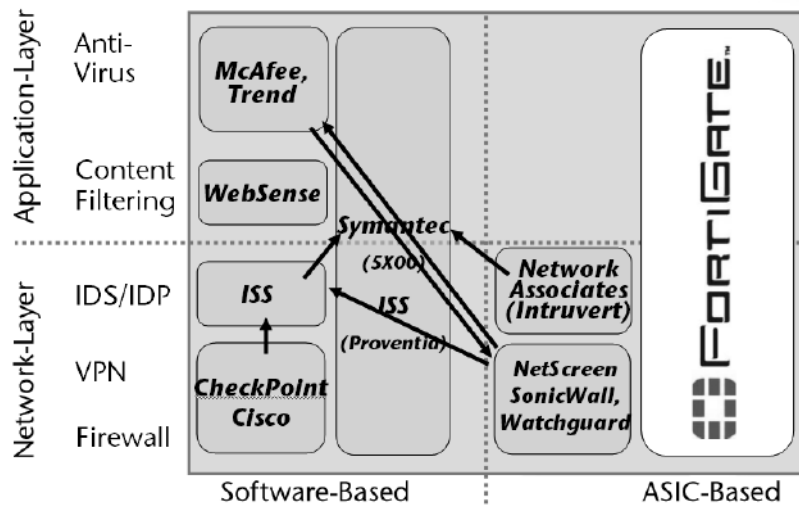 Application-Layer
Anti-
Virus
Content
Filtering
Network-Layer
IDS/IDP
VPN
Firewall
McAfee,
Trend
WebSense
ISS
CheckPoint
Cisco
Symantec
(5X00)
ISS
(Proventia)
Network
Associates
(Intruvert)
NetScreen
SonicWall,
Watchguard
FORTIGATE™
Software-Based
ASIC-Based